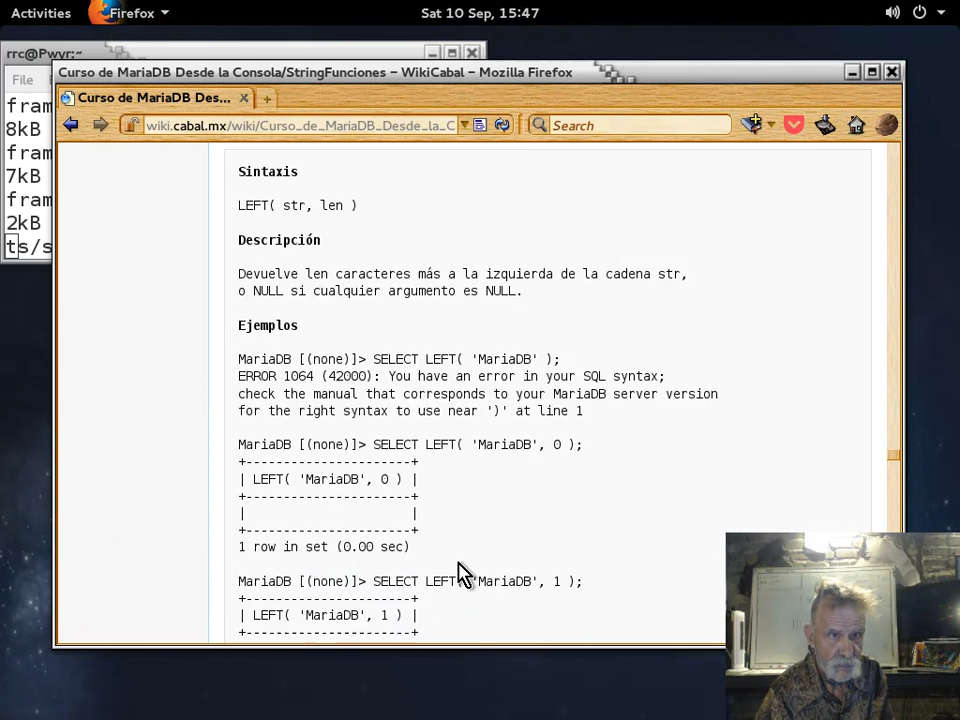 Activities Firefox Sat 10 Sep, 15:47
rrc@Pwyr:~
File
Curso de MariaDB Desde la Consola/StringFunciones – WikiCabal – Mozilla Firefox
Curso de MariaDB Des...
wiki.cabal.mx/wiki/Curso_de_MariaDB_Desde_la_C
Search
fram
8kB
fram
7kB
fram
2kB
ts/s
Sintaxis
LEFT( str, len )
Descripción
Devuelve len caracteres más a la izquierda de la cadena str,
o NULL si cualquier argumento es NULL.
Ejemplos
MariaDB [(none)]> SELECT LEFT( 'MariaDB' );
ERROR 1064 (42000): You have an error in your SQL syntax;
check the manual that corresponds to your MariaDB server version
for the right syntax to use near ')' at line 1
MariaDB [(none)]> SELECT LEFT( 'MariaDB', 0 );
+----------------------+
| LEFT( 'MariaDB', 0 ) |
+----------------------+
|                      |
+----------------------+
1 row in set (0.00 sec)
MariaDB [(none)]> SELECT LEFT( 'MariaDB', 1 );
+----------------------+
| LEFT( 'MariaDB', 1 ) |
+----------------------+